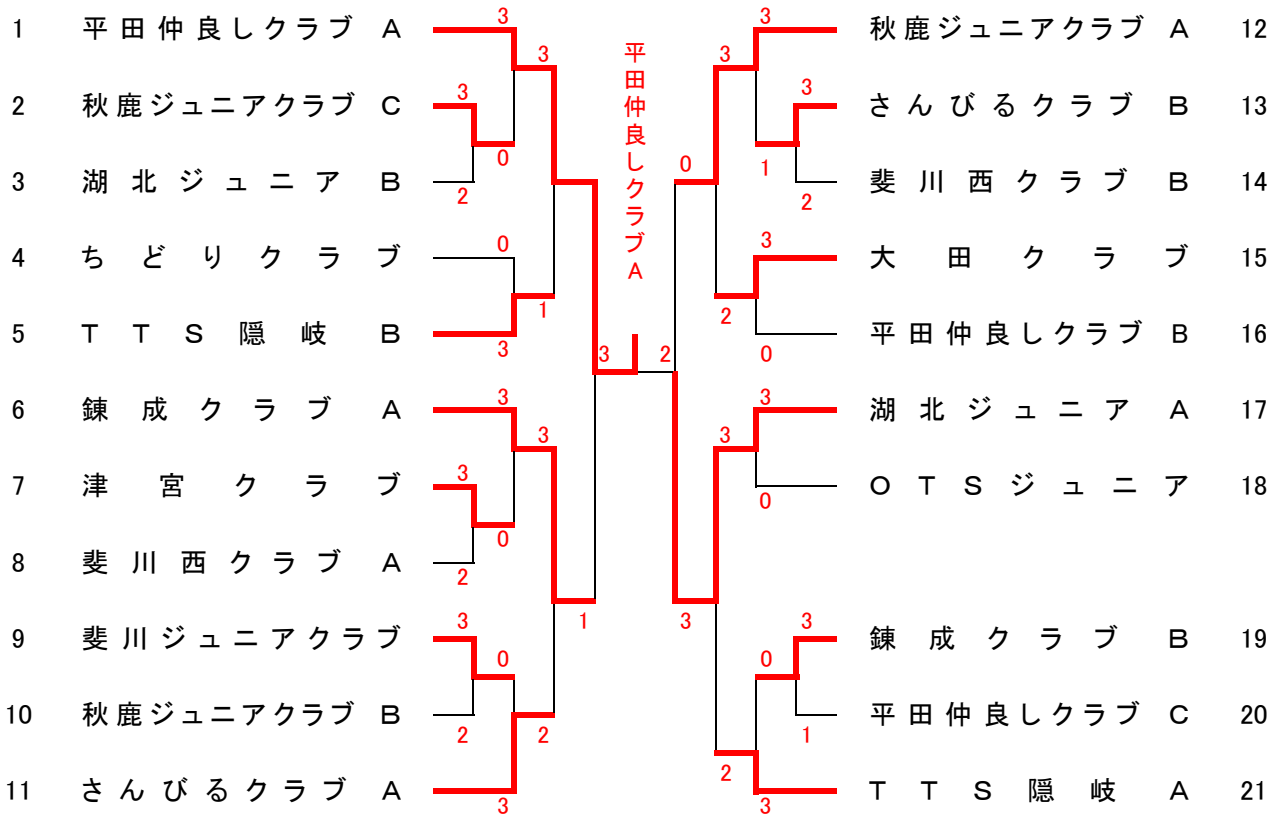 1 平田仲良しクラブ A
2 秋鹿ジュニアクラブ C
3 湖北ジュニア B
4 ちどりクラブ
5 TTS隠岐 B
6 錬成クラブ A
7 津宮クラブ
8 斐川西クラブ A
9 斐川ジュニアクラブ
10 秋鹿ジュニアクラブ B
11 さんびるクラブ A
3
3
3
0
2
0
1
3
3
3
3
0
2
1
3
0
2
2
3
平田仲良しクラブA
3 2
3
3
3
0
1
2
3
2
0
3
3
0
3
3
0
1
2
3
秋鹿ジュニアクラブ A 12
さんびるクラブ B 13
斐川西クラブ B 14
大田クラブ 15
平田仲良しクラブ B 16
湖北ジュニア A 17
OTSジュニア 18
錬成クラブ B 19
平田仲良しクラブ C 20
TTS隠岐 A 21